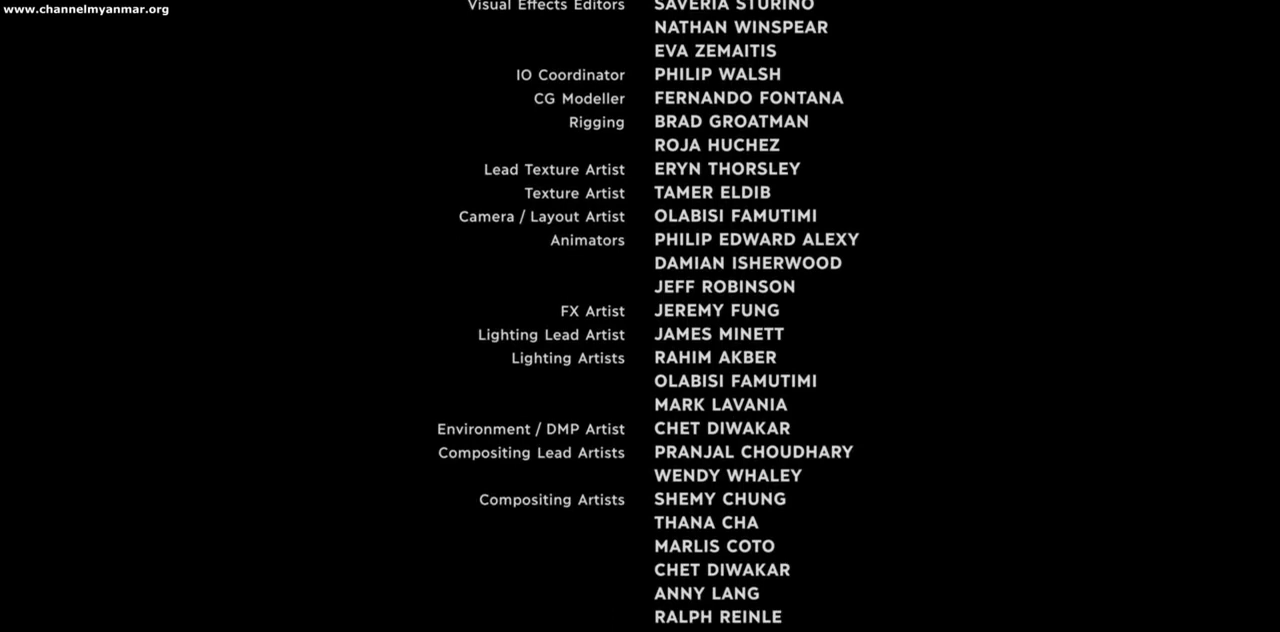 www.channelmyanmar.org
Visual Effects Editors SAVERIA STURINO
NATHAN WINSPEAR
EVA ZEMAITIS
IO Coordinator PHILIP WALSH
CG Modeller FERNANDO FONTANA
Rigging BRAD GROATMAN
ROJA HUCHEZ
Lead Texture Artist ERYN THORSLEY
Texture Artist TAMER ELDIB
Camera / Layout Artist OLABISI FAMUTIMI
Animators PHILIP EDWARD ALEXY
DAMIAN ISHERWOOD
JEFF ROBINSON
FX Artist JEREMY FUNG
Lighting Lead Artist JAMES MINETT
Lighting Artists RAHIM AKBER
OLABISI FAMUTIMI
MARK LAVANIA
Environment / DMP Artist CHET DIWAKAR
Compositing Lead Artists PRANJAL CHOUDHARY
WENDY WHALEY
Compositing Artists SHEMY CHUNG
THANA CHA
MARLIS COTO
CHET DIWAKAR
ANNY LANG
RALPH REINLE